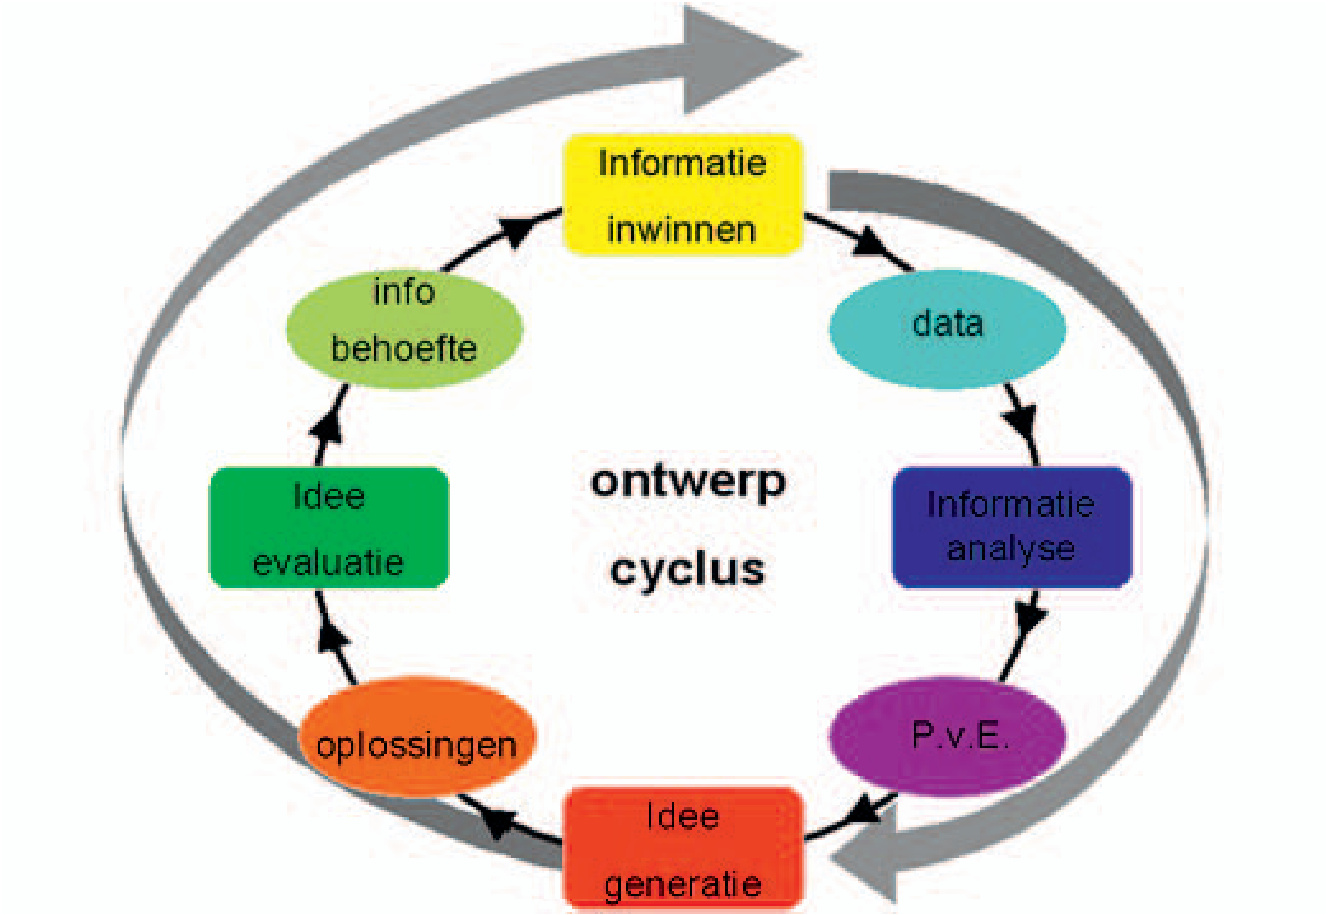 Informatie
inwinnen
info
behoefte
data
ontwerp
cyclus
Idee
evaluatie
Informatie
analyse
oplossingen
P.v.E.
Idee
generatie